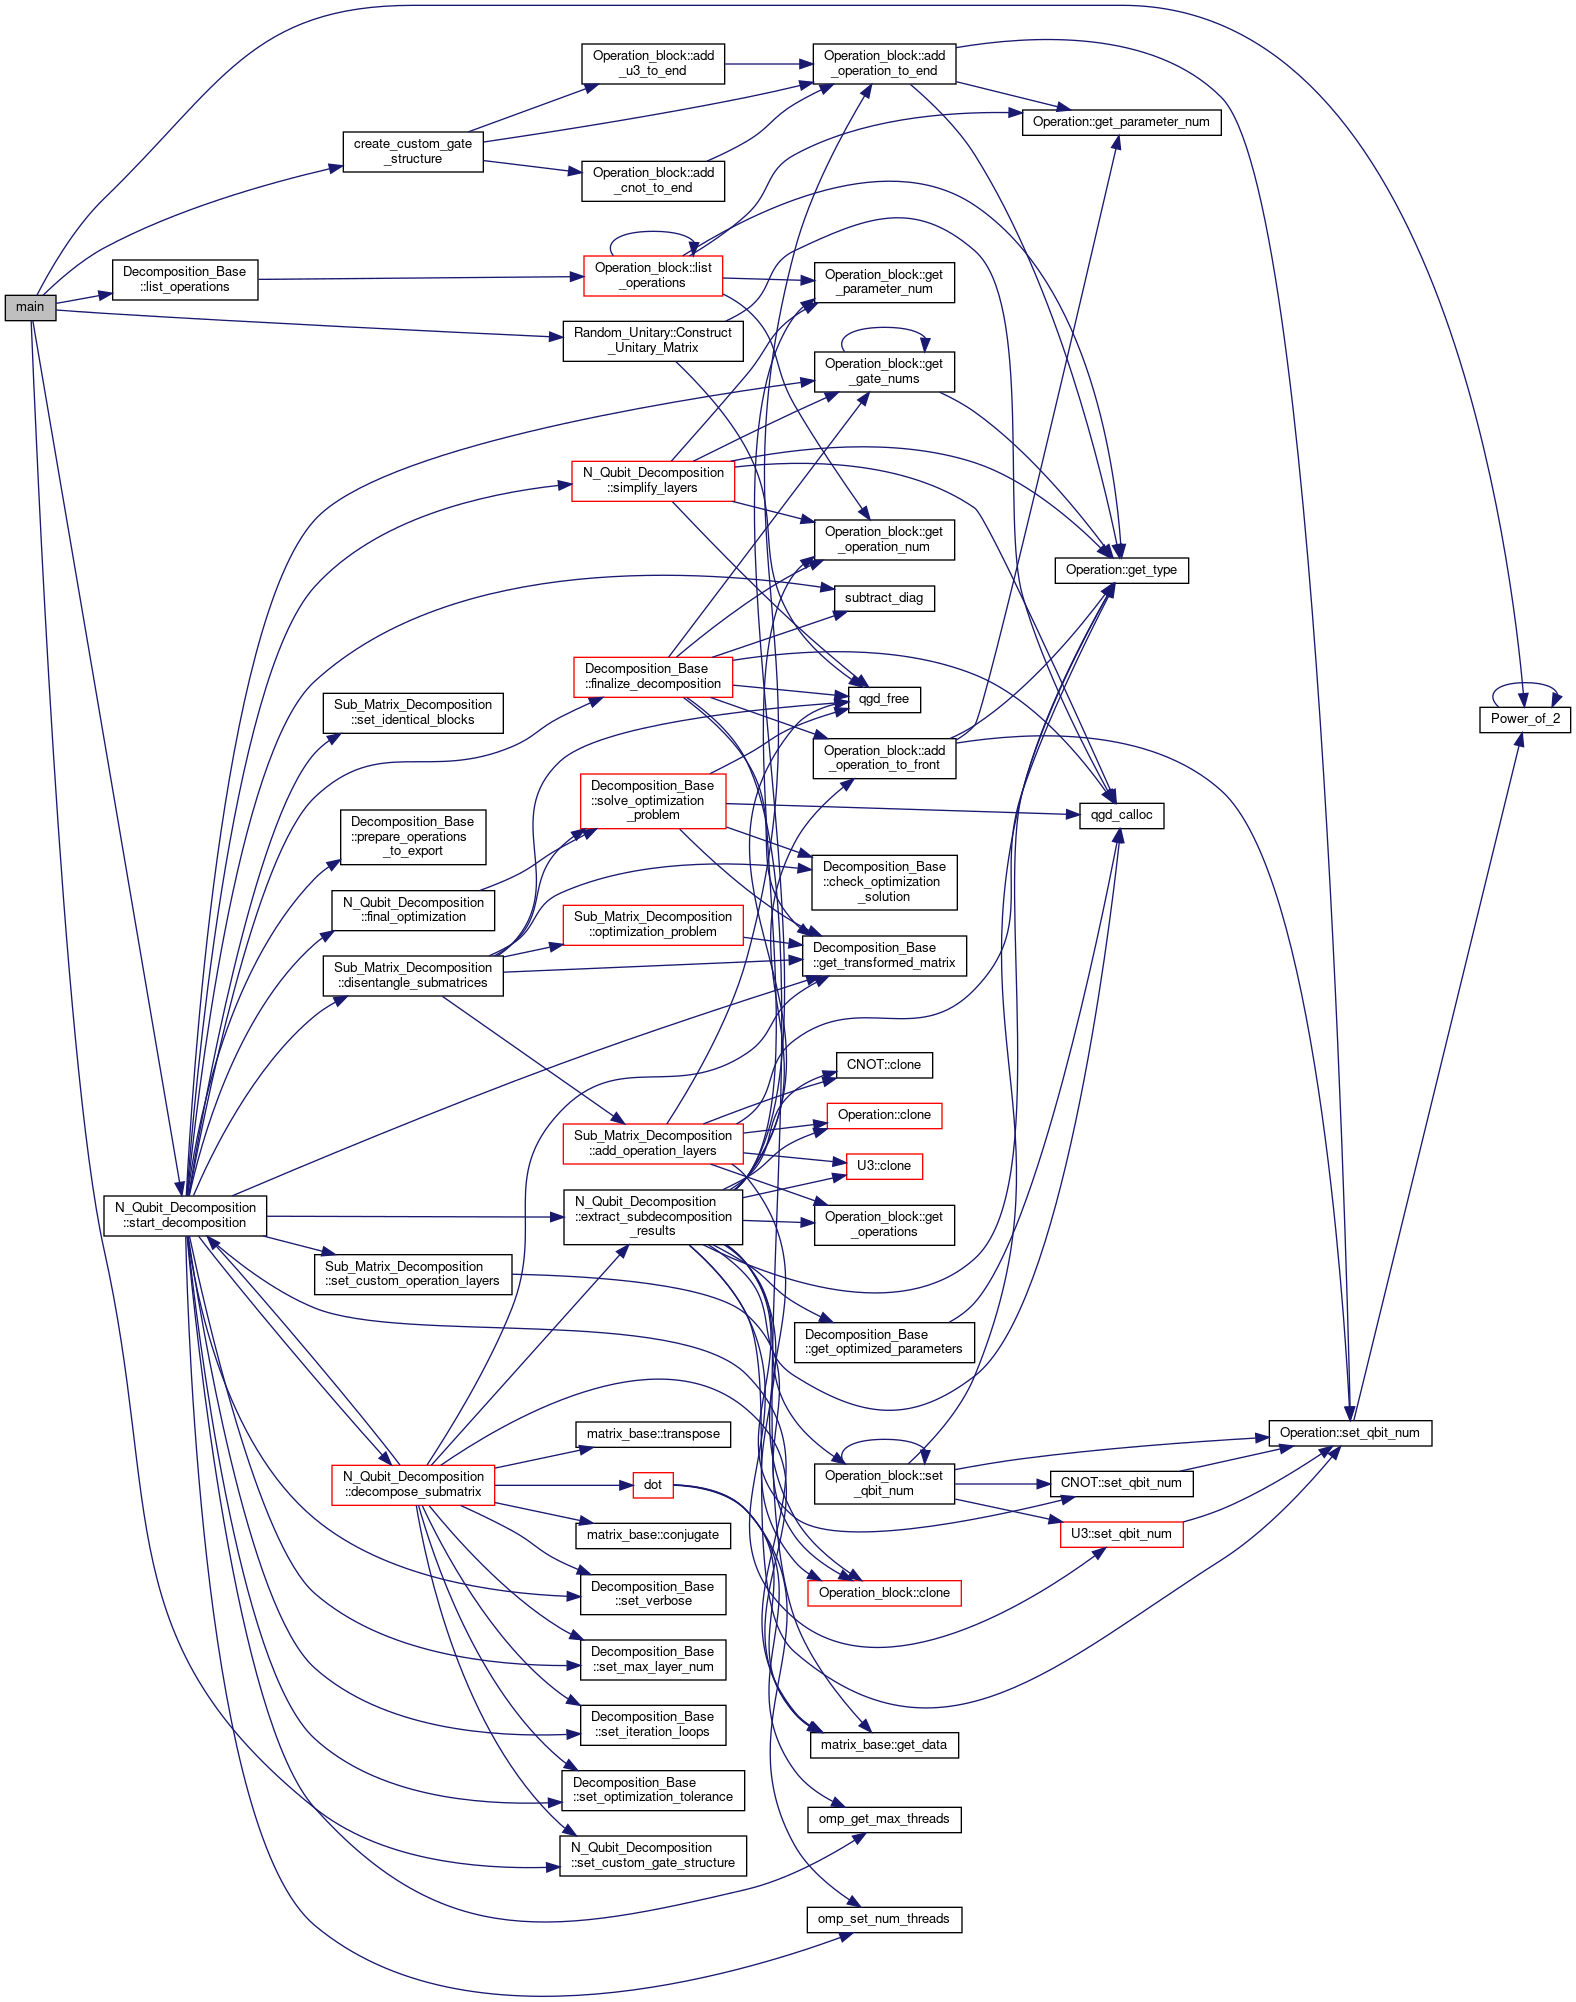 Operation_block::add
_u3_to_end
Operation_block::add
_operation_to_end
Operation::get_parameter_num
create_custom_gate
_structure
Operation_block::add
_cnot_to_end
Decomposition_Base
::list_operations
Operation_block::list
_operations
Operation_block::get
_parameter_num
main
Random_Unitary::Construct
_Unitary_Matrix
Operation_block::get
_gate_nums
N_Qubit_Decomposition
::simplify_layers
Operation_block::get
_operation_num
Operation::get_type
subtract_diag
Decomposition_Base
::finalize_decomposition
qgd_free
Sub_Matrix_Decomposition
::set_identical_blocks
Power_of_2
Operation_block::add
_operation_to_front
Decomposition_Base
::solve_optimization
_problem
qgd_calloc
Decomposition_Base
::prepare_operations
_to_export
Decomposition_Base
::check_optimization
_solution
N_Qubit_Decomposition
::final_optimization
Sub_Matrix_Decomposition
::optimization_problem
Decomposition_Base
::get_transformed_matrix
Sub_Matrix_Decomposition
::disentangle_submatrices
CNOT::clone
Operation::clone
Sub_Matrix_Decomposition
::add_operation_layers
U3::clone
N_Qubit_Decomposition
::start_decomposition
N_Qubit_Decomposition
::extract_subdecomposition
_results
Operation_block::get
_operations
Sub_Matrix_Decomposition
::set_custom_operation_layers
Decomposition_Base
::get_optimized_parameters
matrix_base::transpose
Operation::set_qbit_num
N_Qubit_Decomposition
::decompose_submatrix
dot
Operation_block::set
_qbit_num
CNOT::set_qbit_num
matrix_base::conjugate
U3::set_qbit_num
Decomposition_Base
::set_verbose
Operation_block::clone
Decomposition_Base
::set_max_layer_num
Decomposition_Base
::set_iteration_loops
matrix_base::get_data
Decomposition_Base
::set_optimization_tolerance
omp_get_max_threads
N_Qubit_Decomposition
::set_custom_gate_structure
omp_set_num_threads